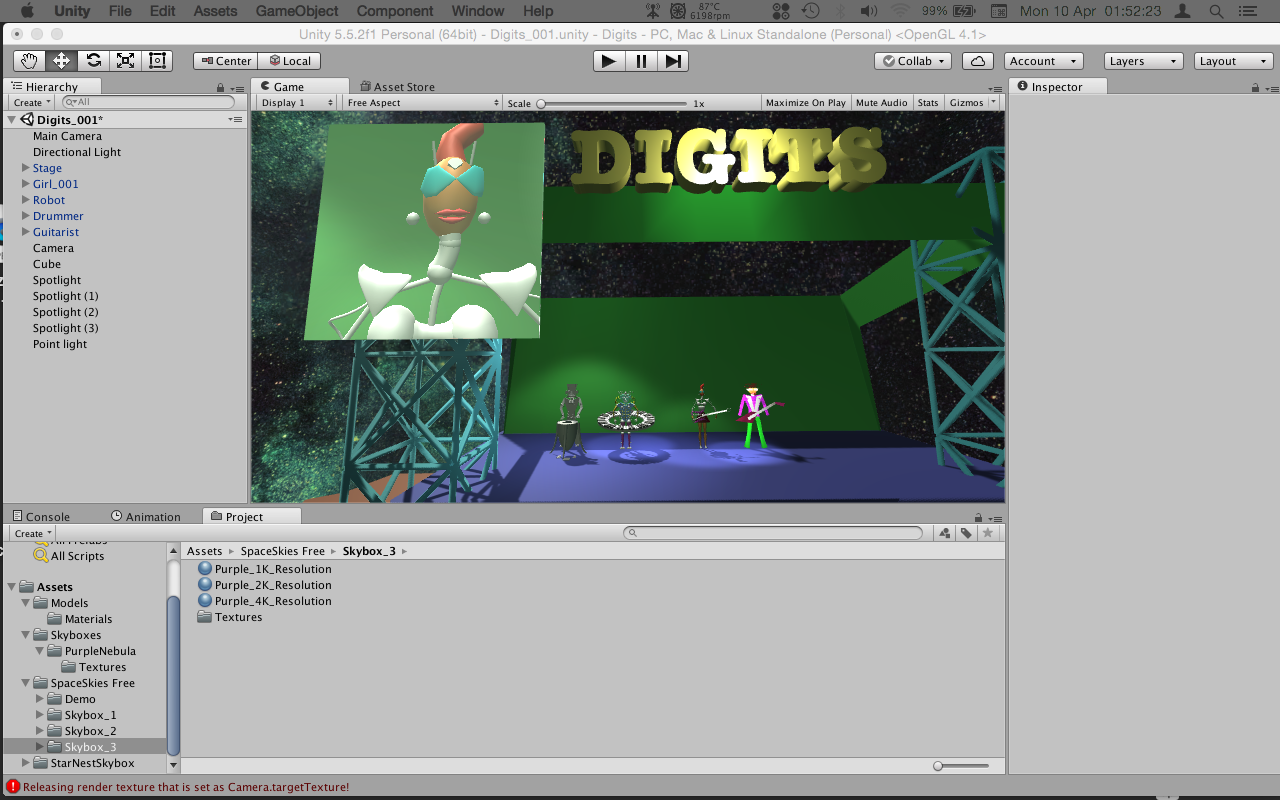 Unity File Edit Assets GameObject Component Window Help 87°C 6198rpm 99% Mon 10 Apr 01:52:23
Unity 5.5.2f1 Personal (64bit) - Digits_001.unity - Digits - PC, Mac & Linux Standalone (Personal) <OpenGL 4.1>
Center Local Collab Account Layers Layout
Hierarchy Game Asset Store Inspector
Create All Display 1 Free Aspect Scale 1x Maximize On Play Mute Audio Stats Gizmos
Digits_001*
Main Camera
Directional Light
Stage
Girl_001
Robot
Drummer
Guitarist
Camera
Cube
Spotlight
Spotlight (1)
Spotlight (2)
Spotlight (3)
Point light
DIGITS
Console Animation Project
Create
All Prefabs
All Scripts
Assets
Models
Materials
Skyboxes
PurpleNebula
Textures
SpaceSkies Free
Demo
Skybox_1
Skybox_2
Skybox_3
StarNestSkybox
Assets SpaceSkies Free Skybox_3
Purple_1K_Resolution
Purple_2K_Resolution
Purple_4K_Resolution
Textures
Releasing render texture that is set as Camera.targetTexture!